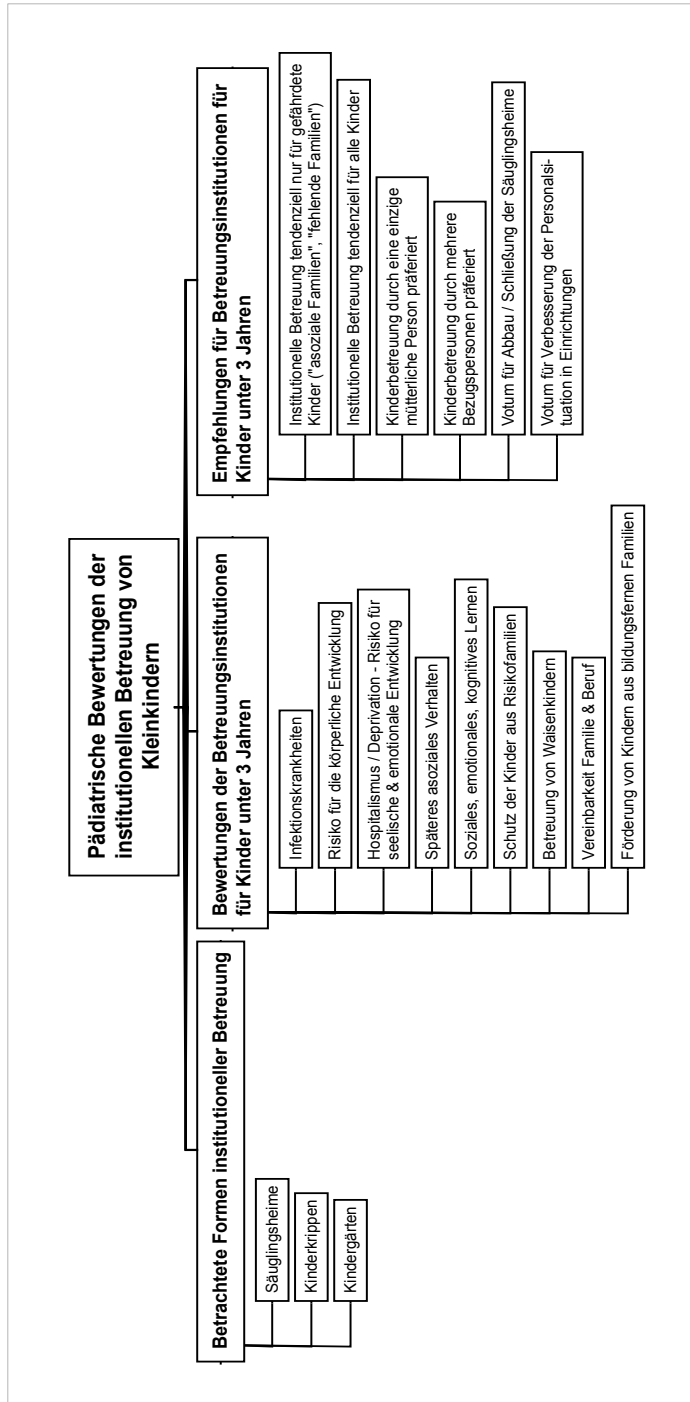 Pädiatrische Bewertungen der
institutionellen Betreuung von
Kleinkindern
Betrachtete Formen institutioneller Betreuung
Säuglingsheime
Kinderkrippen
Kindergärten
Bewertungen der Betreuungsinstitutionen
für Kinder unter 3 Jahren
Infektionskrankheiten
Risiko für die körperliche Entwicklung
Hospitalismus / Deprivation - Risiko für
seelische & emotionale Entwicklung
Späteres asoziales Verhalten
Soziales, emotionales, kognitives Lernen
Schutz der Kinder aus Risikofamilien
Betreuung von Waisenkindern
Vereinbarkeit Familie & Beruf
Förderung von Kindern aus bildungsfernen Familien
Empfehlungen für Betreuungsinstitutionen für
Kinder unter 3 Jahren
Institutionelle Betreuung tendenziell nur für gefährdete
Kinder ("asoziale Familien", "fehlende Familien")
Institutionelle Betreuung tendenziell für alle Kinder
Kinderbetreuung durch eine einzige
mütterliche Person präferiert
Kinderbetreuung durch mehrere
Bezugspersonen präferiert
Votum für Abbau / Schließung der Säuglingsheime
Votum für Verbesserung der Personalsi-
tuation in Einrichtungen